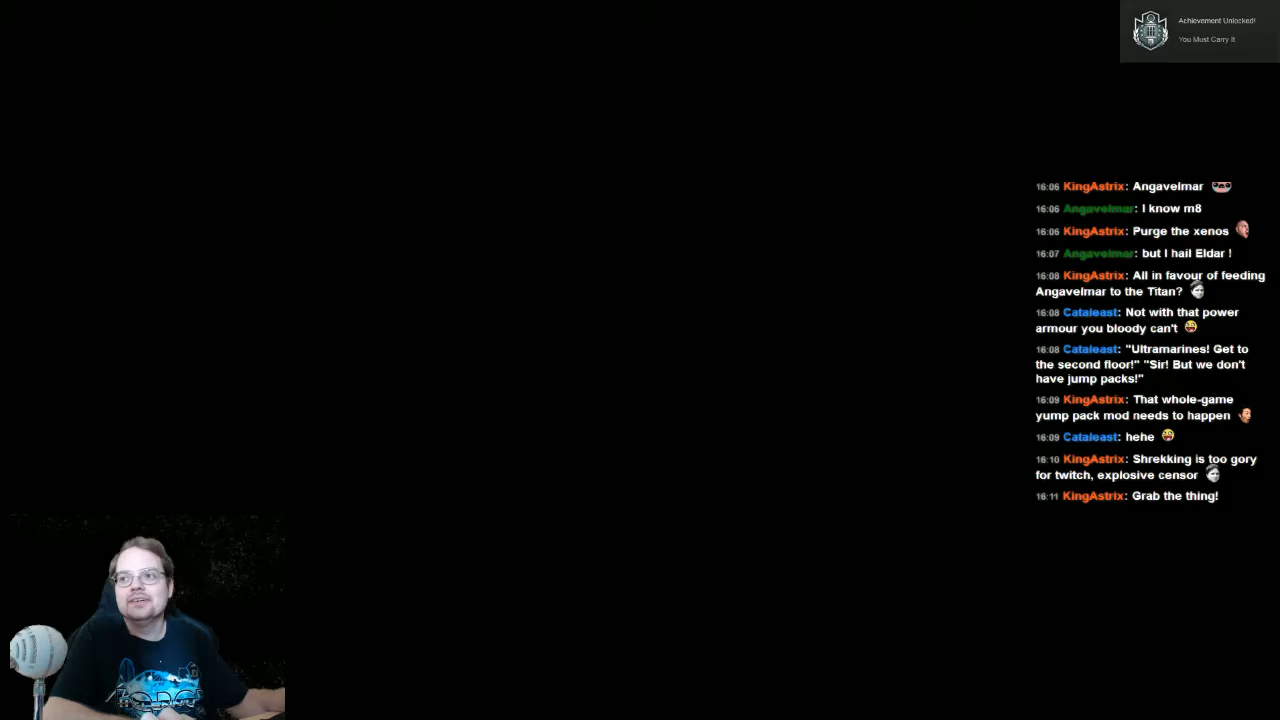 Achievement Unlocked!
You Must Carry It
16:06 KingAstrix: Angavelmar
16:06 Angavelmar: I know m8
16:06 KingAstrix: Purge the xenos
16:07 Angavelmar: but I hail Eldar !
16:08 KingAstrix: All in favour of feeding
Angavelmar to the Titan?
16:08 Cataleast: Not with that power
armour you bloody can't
16:08 Cataleast: "Ultramarines! Get to
the second floor!" "Sir! But we don't
have jump packs!"
16:09 KingAstrix: That whole-game
yump pack mod needs to happen
16:09 Cataleast: hehe
16:10 KingAstrix: Shrekking is too gory
for twitch, explosive censor
16:11 KingAstrix: Grab the thing!